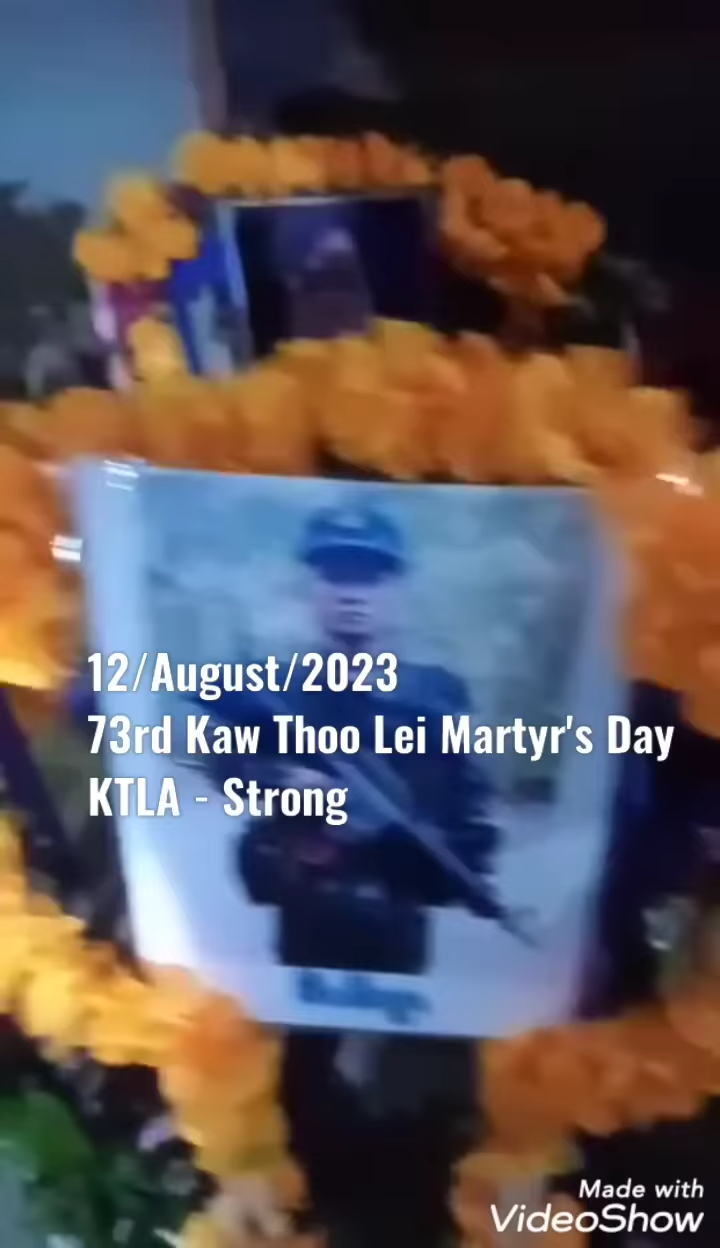 12/August/2023
73rd Kaw Thoo Lei Martyr's Day
KTLA - Strong
Made with
VideoShow